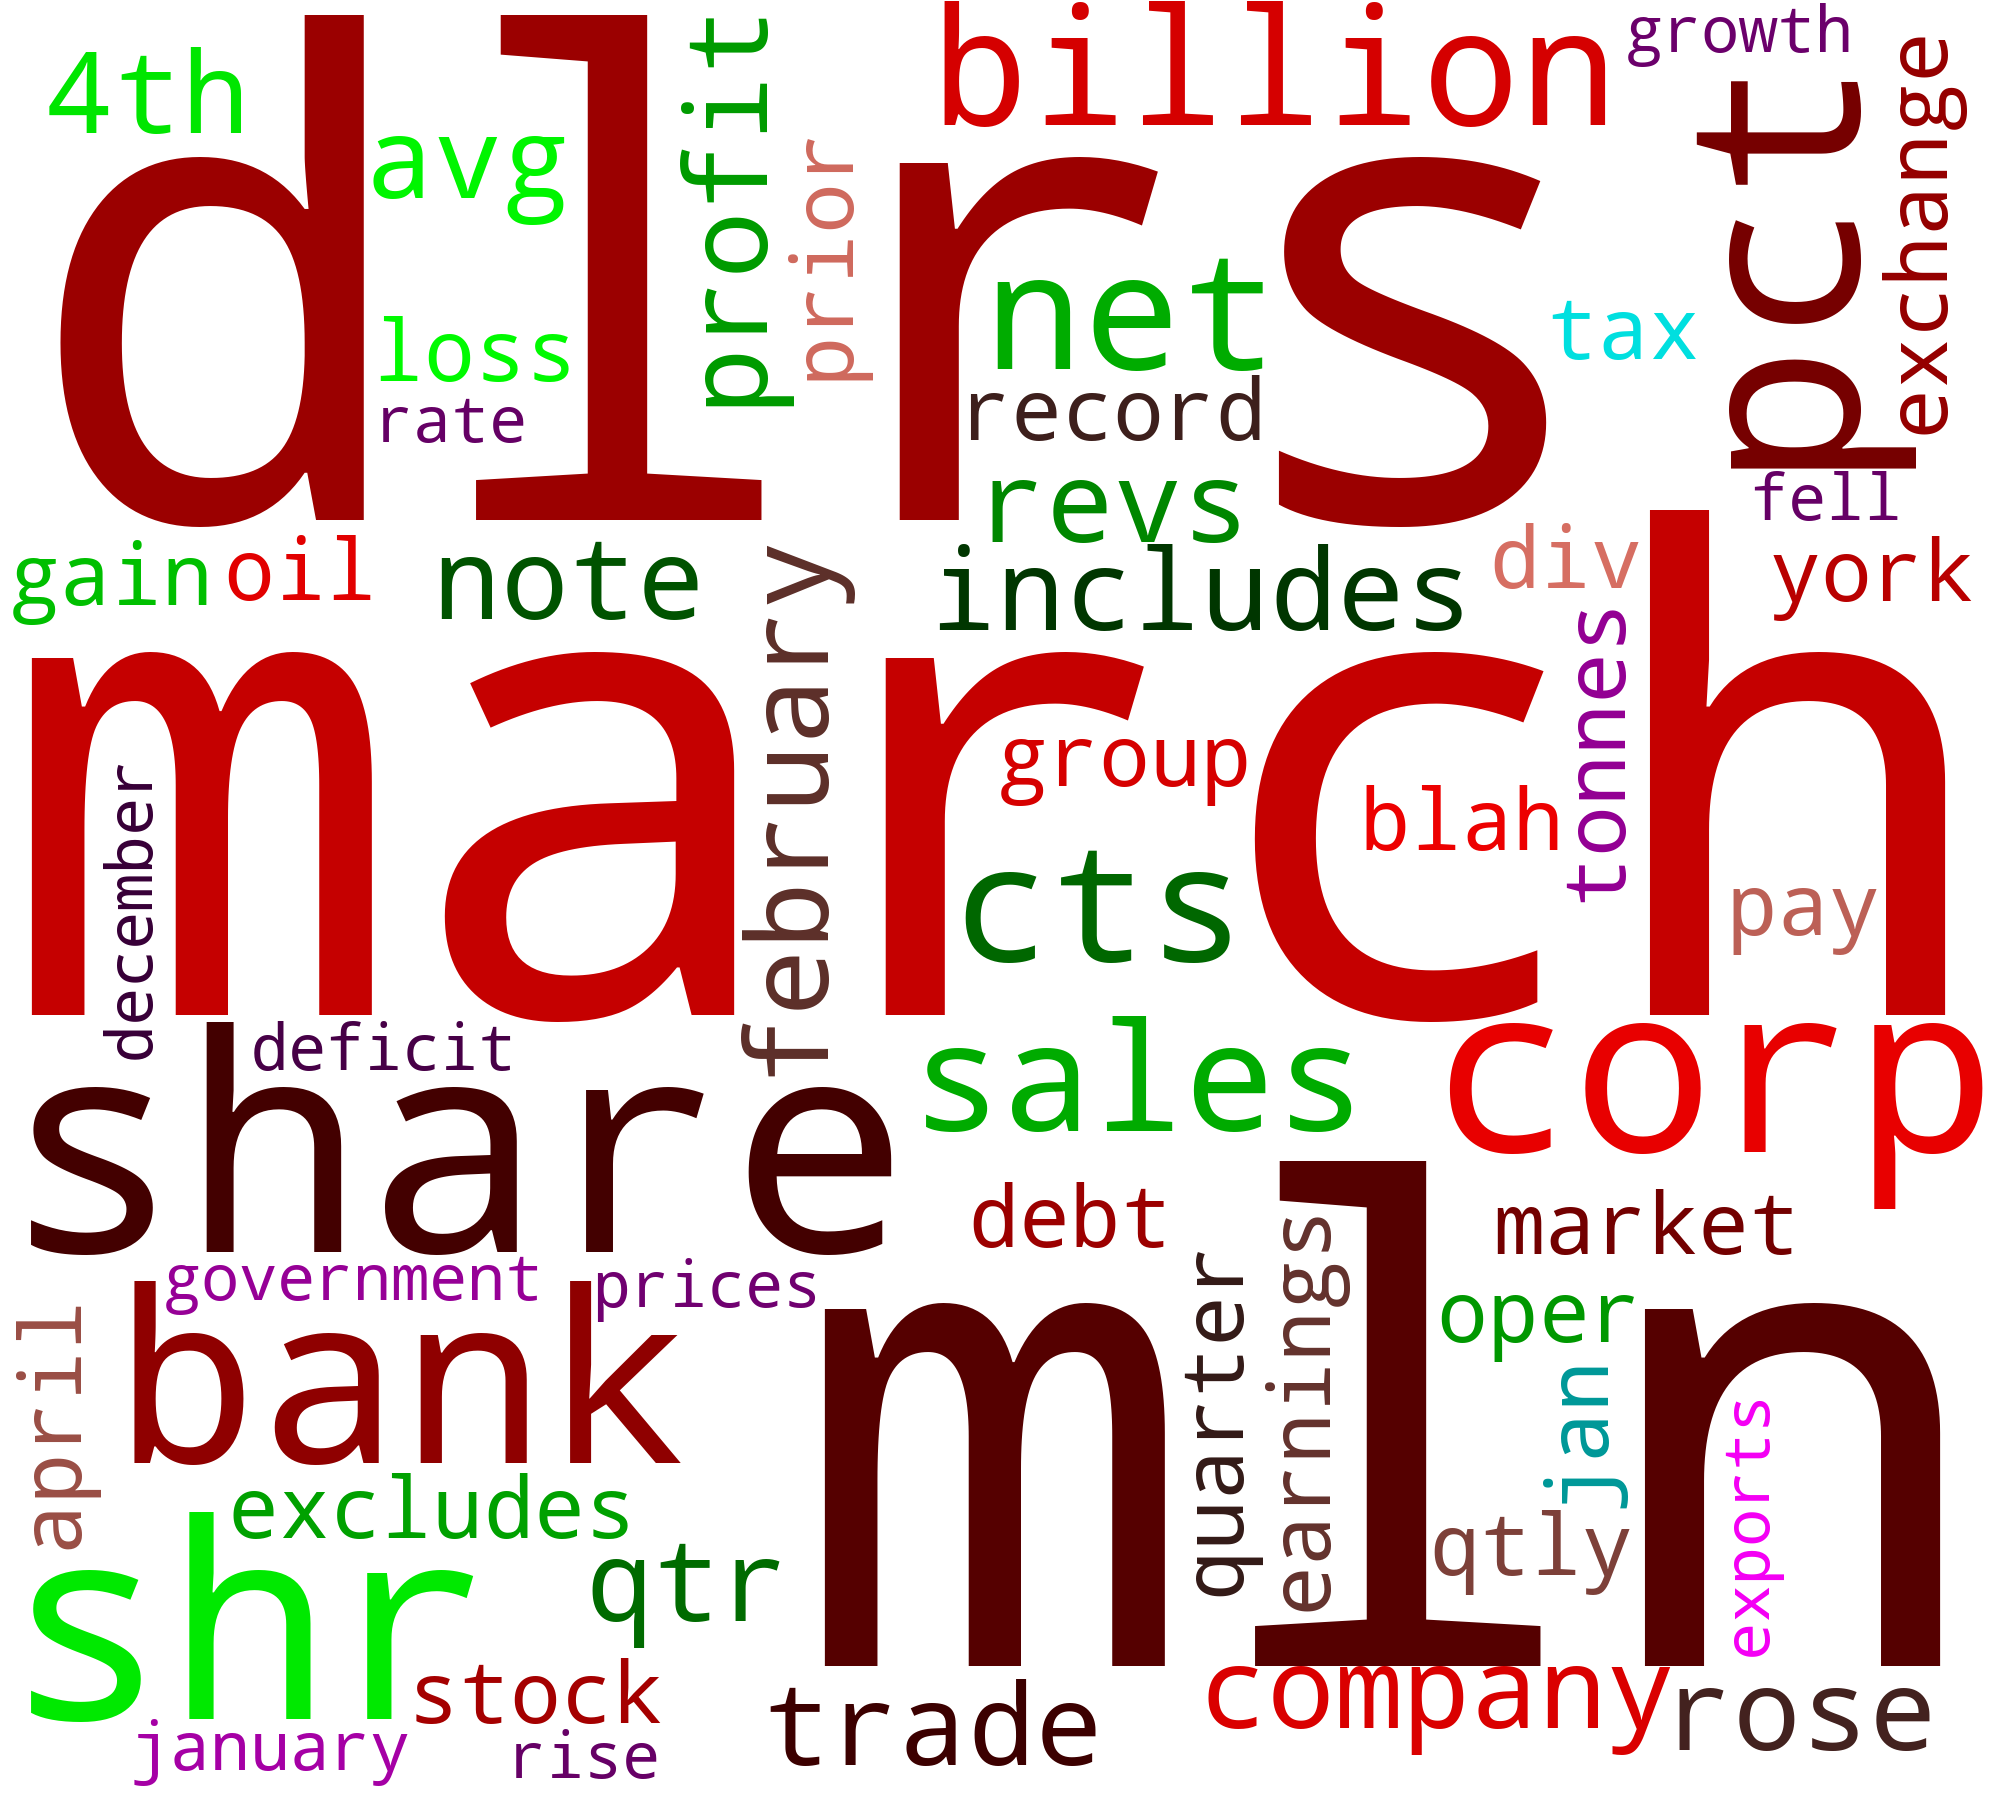 dlrs
billion
growth
4th
profit
exchange
pct
avg
prior
net
tax
loss
record
rate
revs
fell
gain
oil
note
february
includes
div
york
march
tonnes
group
december
blah
cts
pay
share
deficit
sales
corp
debt
market
mln
government
prices
quarter
earnings
oper
april
bank
jan
exports
excludes
qtly
shr
qtr
stock
company
trade
rose
january
rise